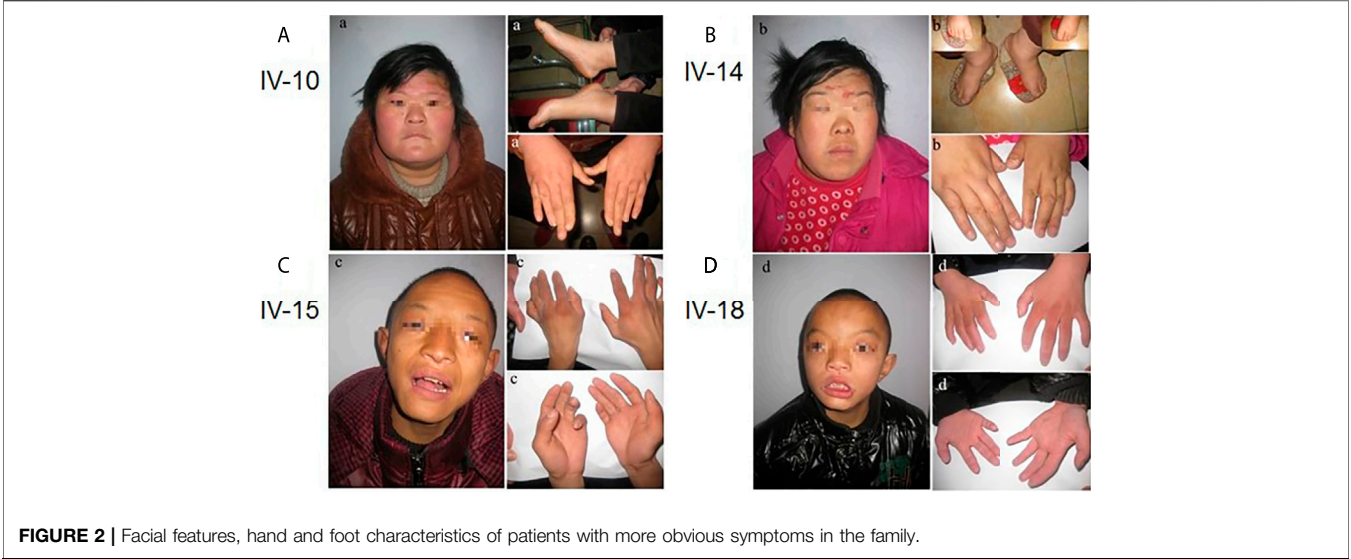 A
IV-10
a
a
a
B
IV-14
b
b
b
C
IV-15
c
c
c
D
IV-18
d
d
d
FIGURE 2 | Facial features, hand and foot characteristics of patients with more obvious symptoms in the family.